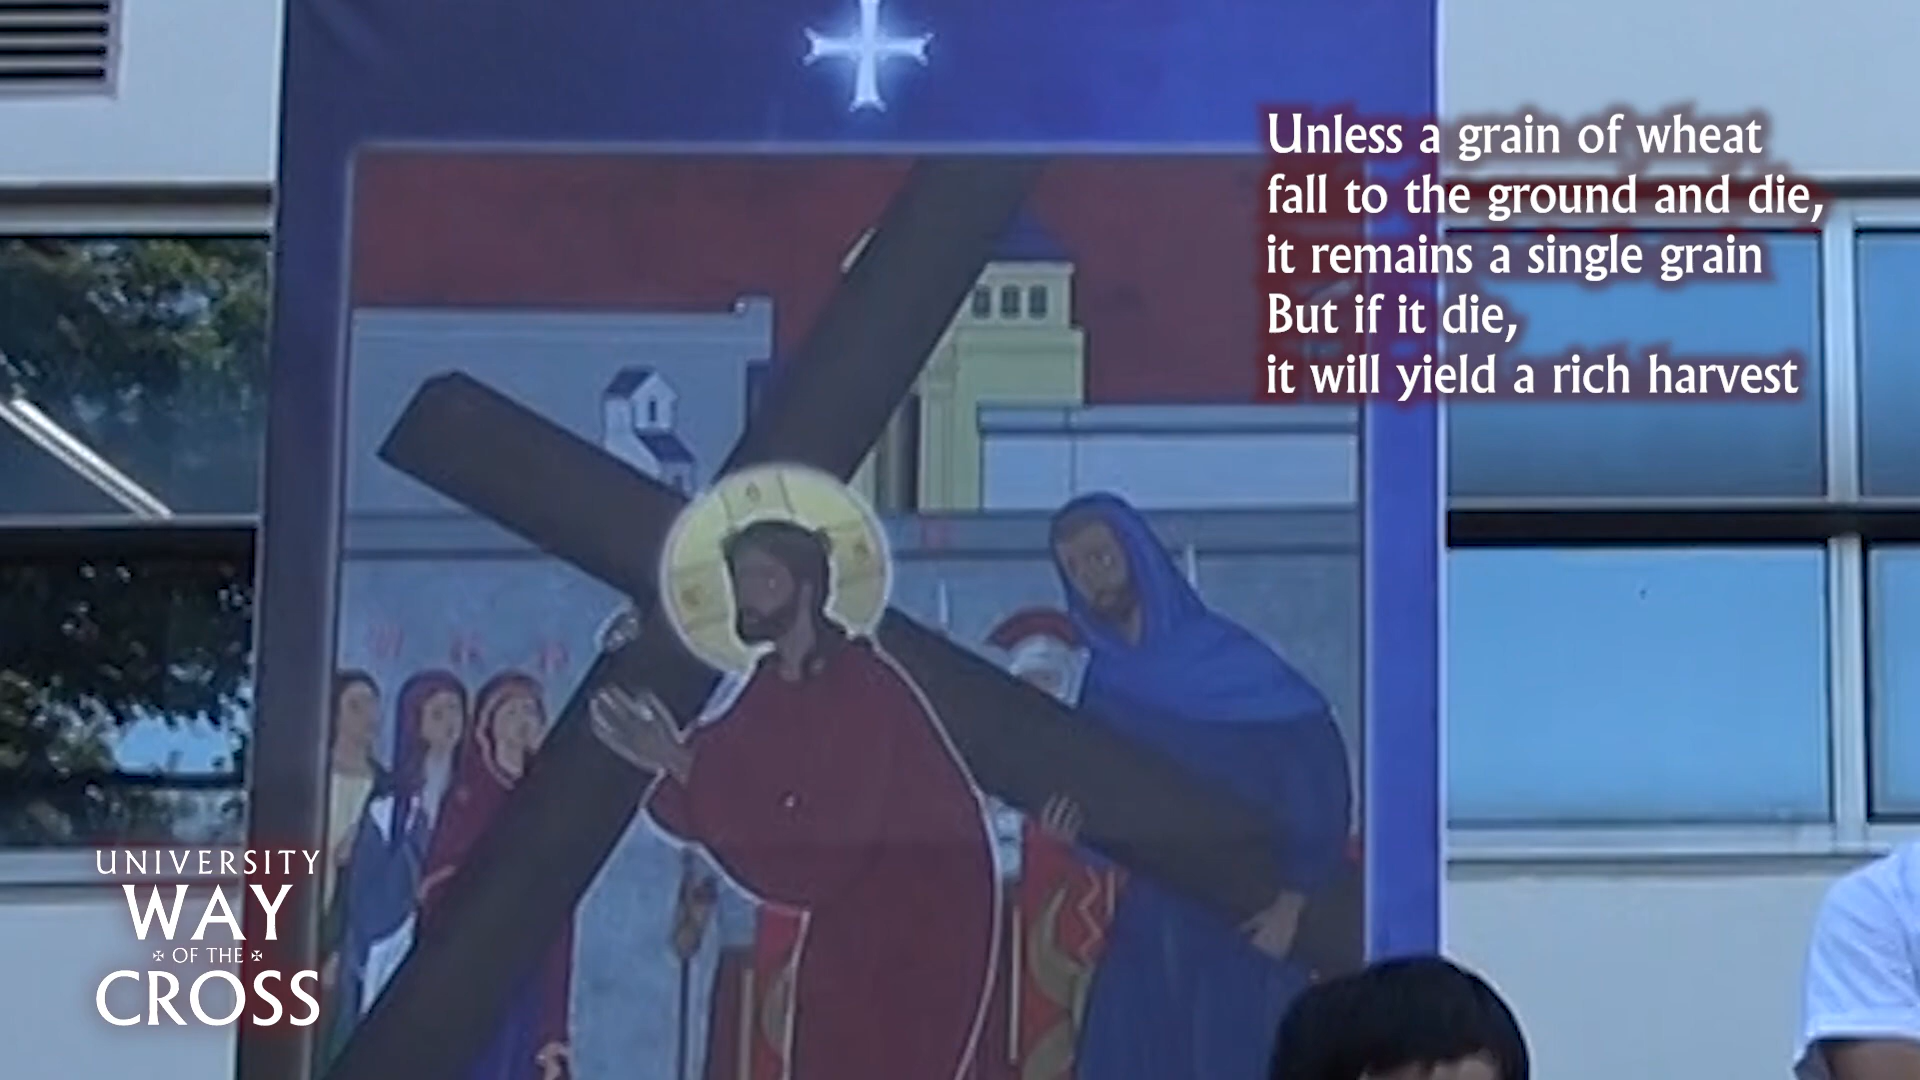 Unless a grain of wheat
fall to the ground and die,
it remains a single grain
But if it die,
it will yield a rich harvest
UNIVERSITY
WAY
OF THE
CROSS